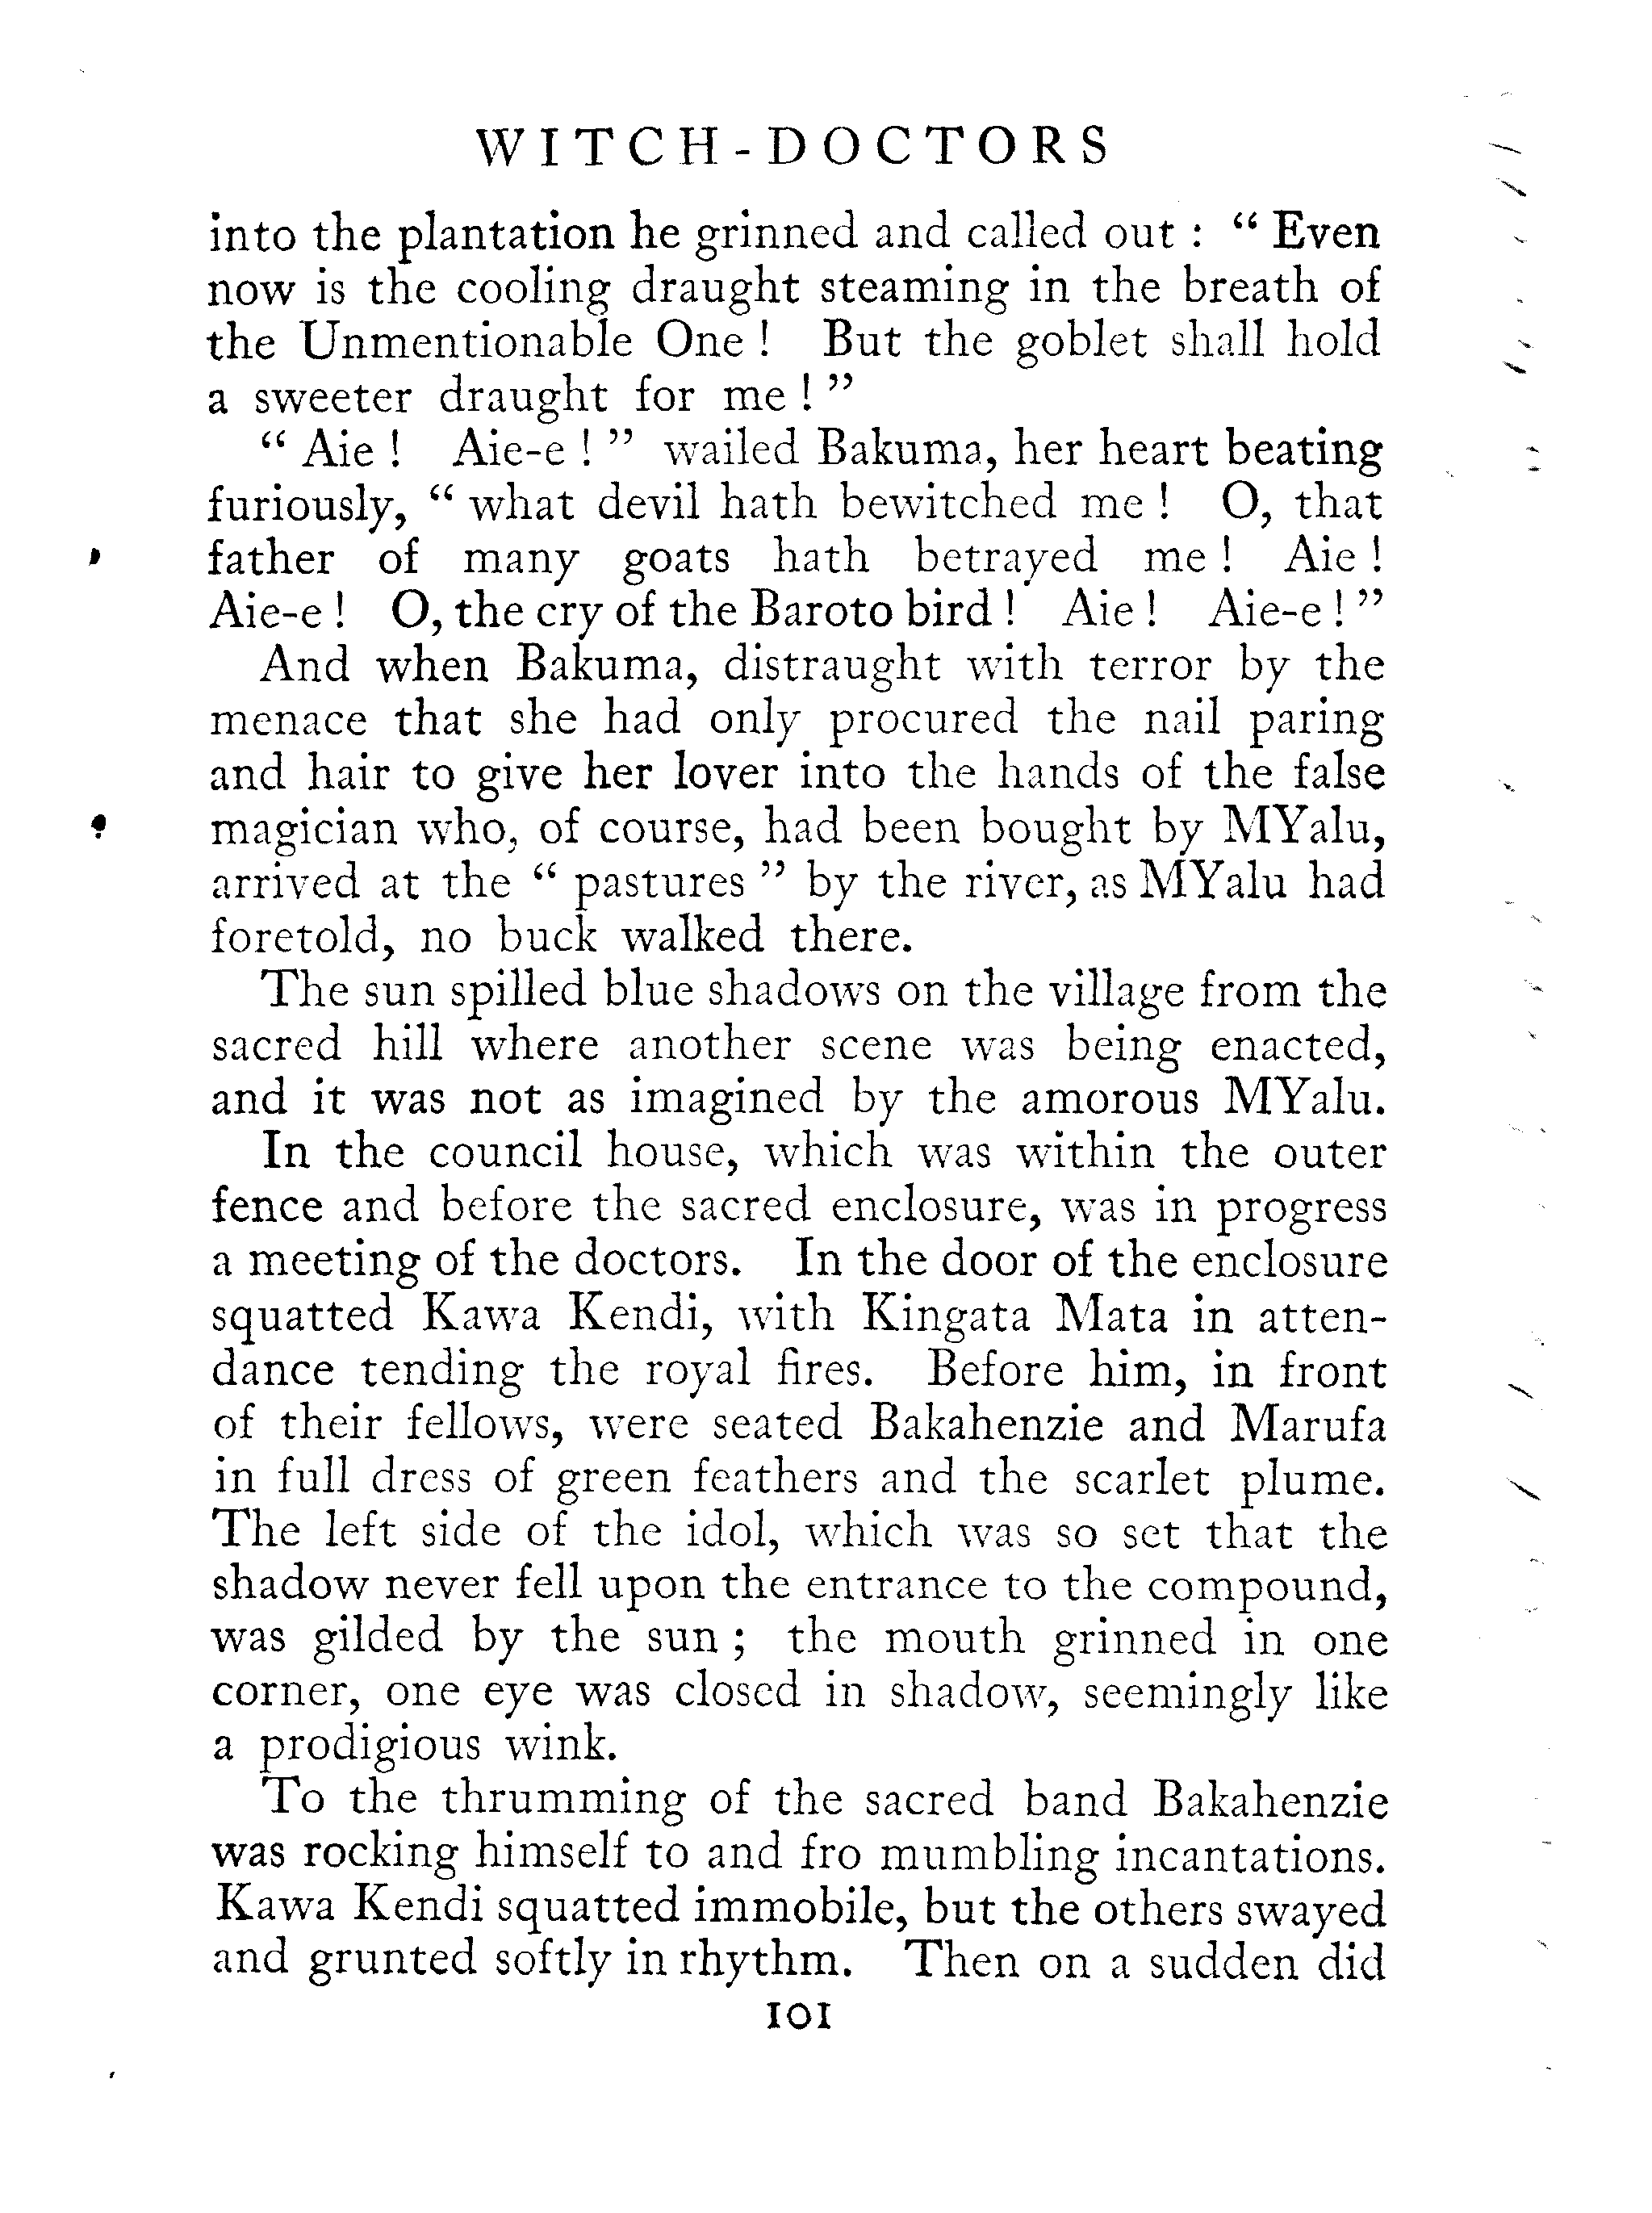 WITCH-DOCTORS
into the plantation he grinned and called out : “ Even
now is the cooling draught steaming in the breath of
the Unmentionable One ! But the goblet shall hold
a sweeter draught for me ! ”
“ Aie ! Aie-e ! ” wailed Bakuma, her heart beating
furiously, “ what devil hath bewitched me ! O, that
father of many goats hath betrayed me ! Aie !
Aie-e ! O, the cry of the Baroto bird ! Aie ! Aie-e ! ”
And when Bakuma, distraught with terror by the
menace that she had only procured the nail paring
and hair to give her lover into the hands of the false
magician who, of course, had been bought by MYalu,
arrived at the “ pastures ” by the river, as MYalu had
foretold, no buck walked there.
The sun spilled blue shadows on the village from the
sacred hill where another scene was being enacted,
and it was not as imagined by the amorous MYalu.
In the council house, which was within the outer
fence and before the sacred enclosure, was in progress
a meeting of the doctors. In the door of the enclosure
squatted Kawa Kendi, with Kingata Mata in atten-
dance tending the royal fires. Before him, in front
of their fellows, were seated Bakahenzie and Marufa
in full dress of green feathers and the scarlet plume.
The left side of the idol, which was so set that the
shadow never fell upon the entrance to the compound,
was gilded by the sun ; the mouth grinned in one
corner, one eye was closed in shadow, seemingly like
a prodigious wink.
To the thrumming of the sacred band Bakahenzie
was rocking himself to and fro mumbling incantations.
Kawa Kendi squatted immobile, but the others swayed
and grunted softly in rhythm. Then on a sudden did
101